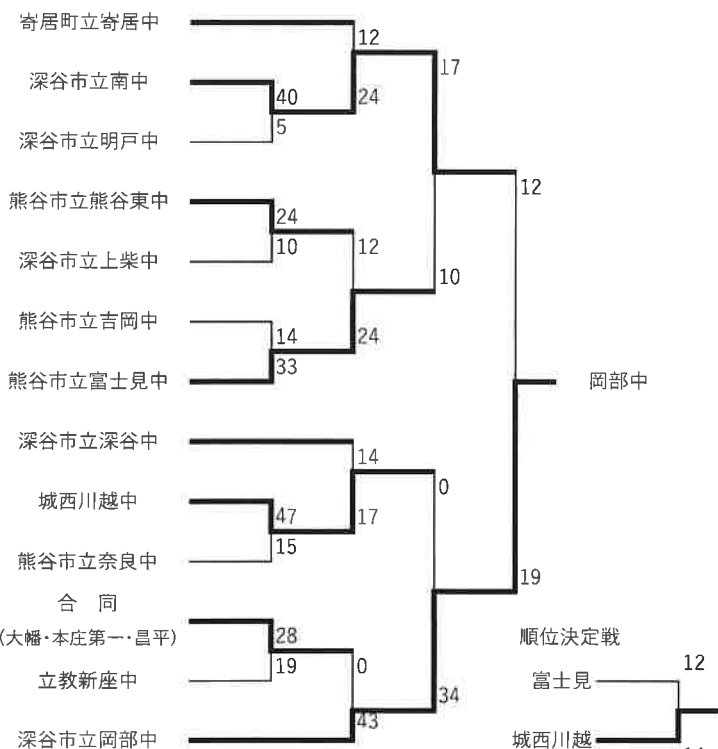 寄居町立寄居中
12
17
深谷市立南中
40
24
5
深谷市立明戸中
12
熊谷市立熊谷東中
24
10
12
深谷市立上柴中
10
熊谷市立吉岡中
14
24
33
熊谷市立富士見中
岡部中
深谷市立深谷中
14
0
城西川越中
47
17
15
熊谷市立奈良中
19
合 同
(大幡・本庄第一・昌平)
28
順位決定戦
19
0
12
立教新座中
富士見
34
43
深谷市立岡部中
城西川越